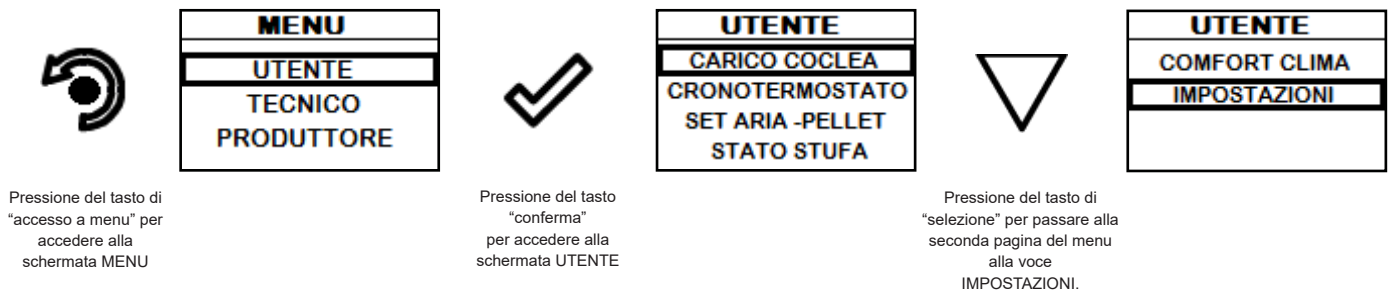 MENU
UTENTE
TECNICO
PRODUTTORE
UTENTE
CARICO COCLEA
CRONOTERMOSTATO
SET ARIA -PELLET
STATO STUFA
UTENTE
COMFORT CLIMA
IMPOSTAZIONI
Pressione del tasto di
“accesso a menu” per
accedere alla
schermata MENU
Pressione del tasto
“conferma”
per accedere alla
schermata UTENTE
Pressione del tasto di
“selezione” per passare alla
seconda pagina del menu
alla voce
IMPOSTAZIONI.